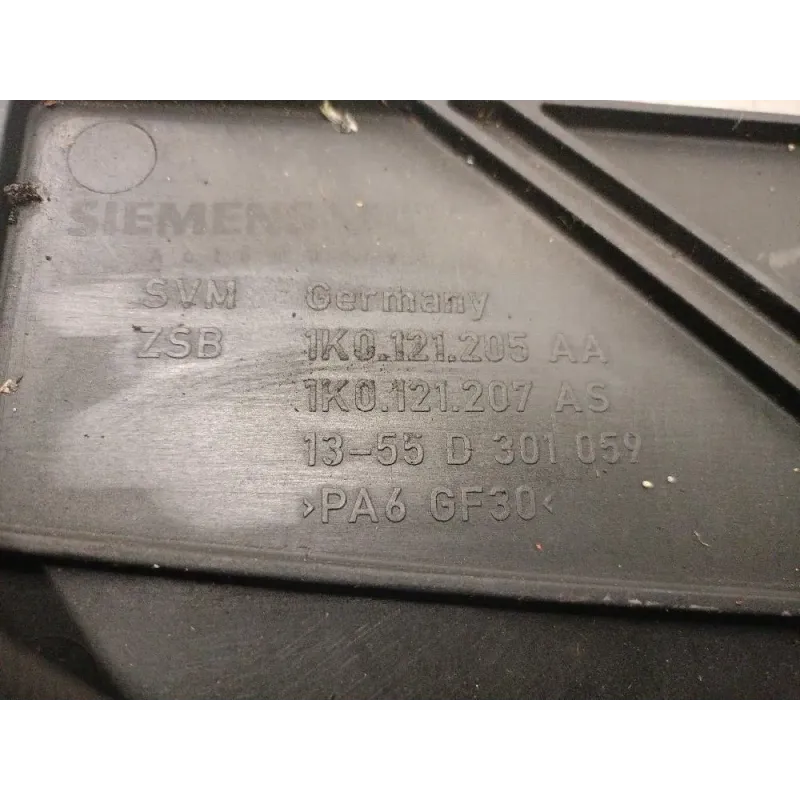 SIEMENS
SVM Germany
ZSB 1K0.121.205 AA
1K0.121.207 AS
13-55 D 301 059
>PA6 GF30<